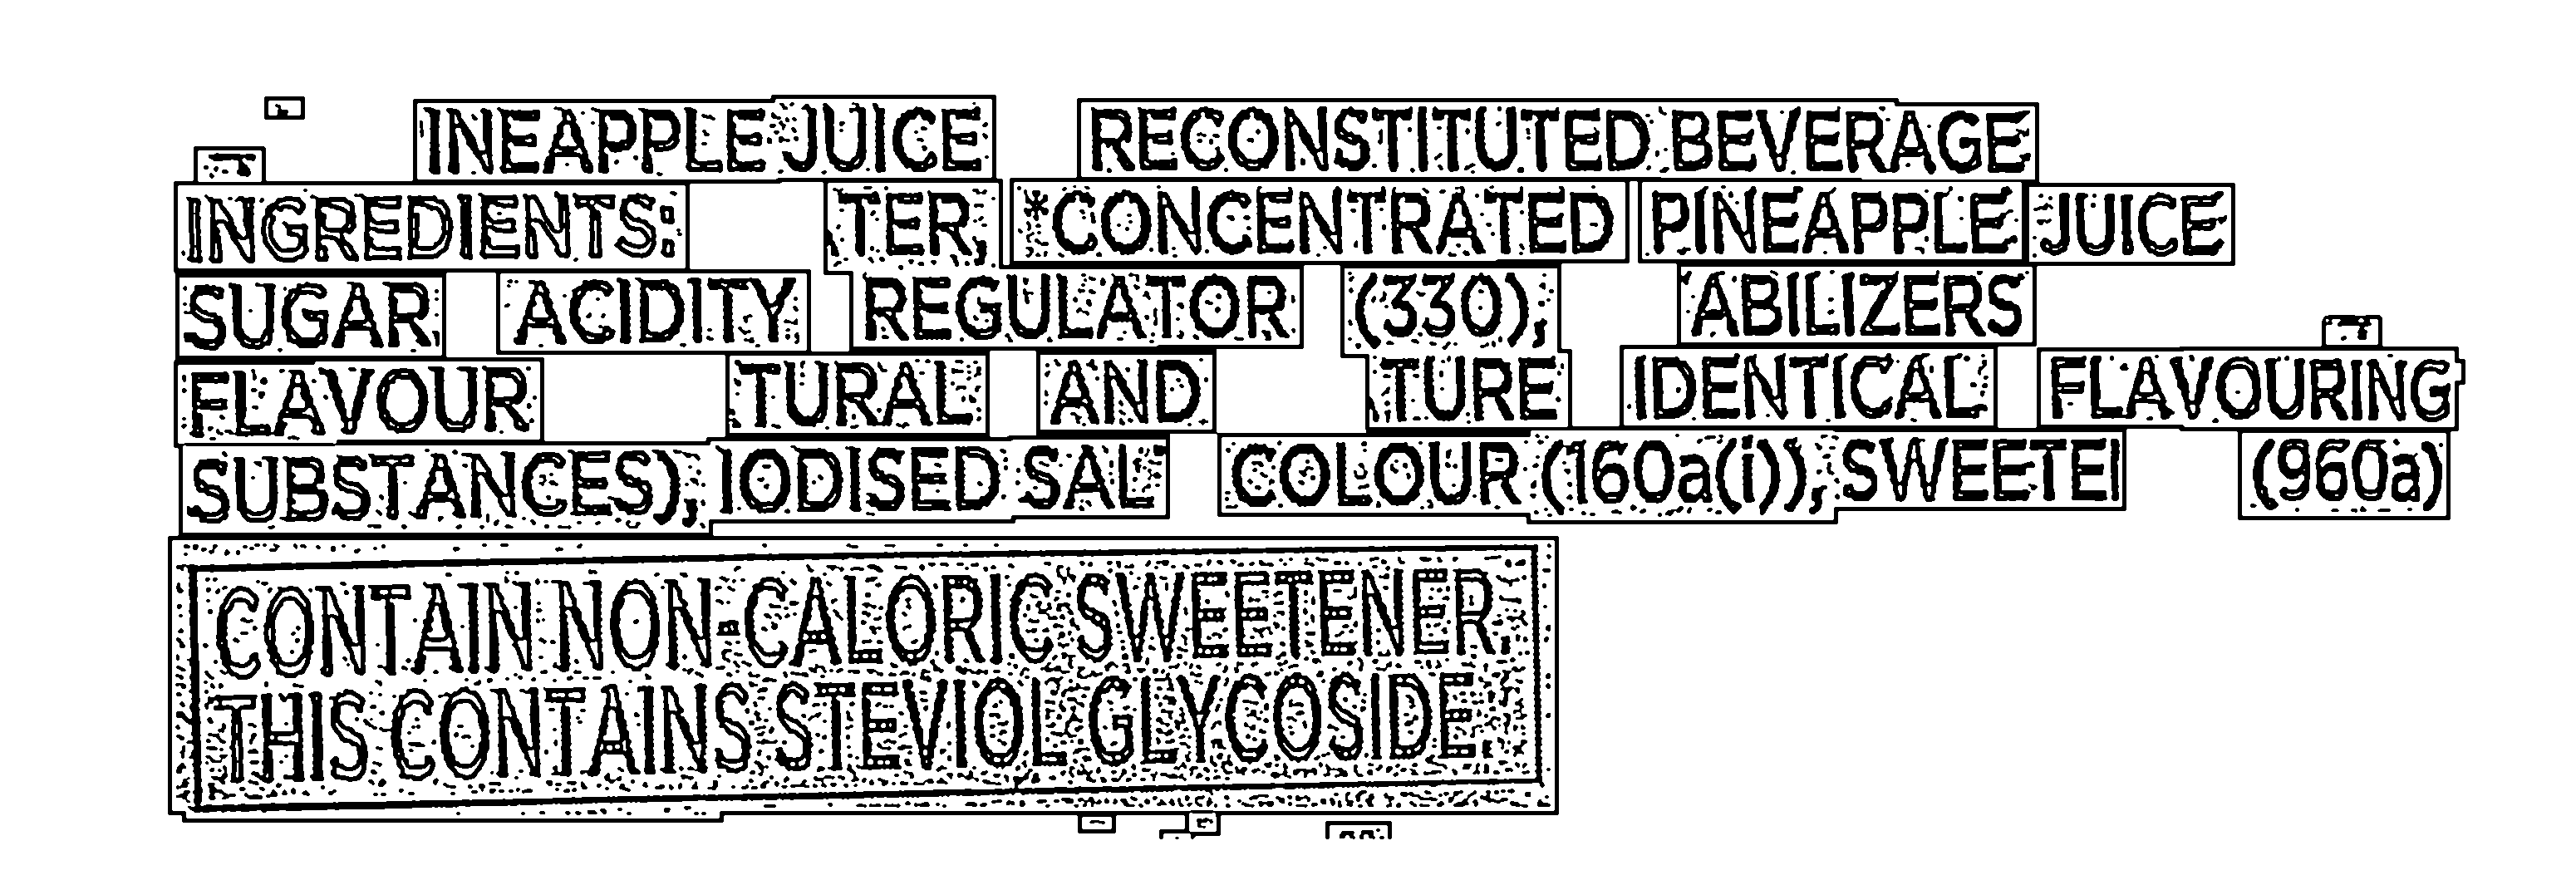 INEAPPLE JUICE RECONSTITUTED BEVERAGE
INGREDIENTS: TER, *CONCENTRATED PINEAPPLE JUICE
SUGAR ACIDITY REGULATOR (330), ABILIZERS
FLAVOUR TURAL AND TURE IDENTICAL FLAVOURING
SUBSTANCES), IODISED SAL COLOUR (160a(i)), SWEETE (960a)
CONTAIN NON-CALORIC SWEETENER.
THIS CONTAINS STEVIOL GLYCOSIDE.